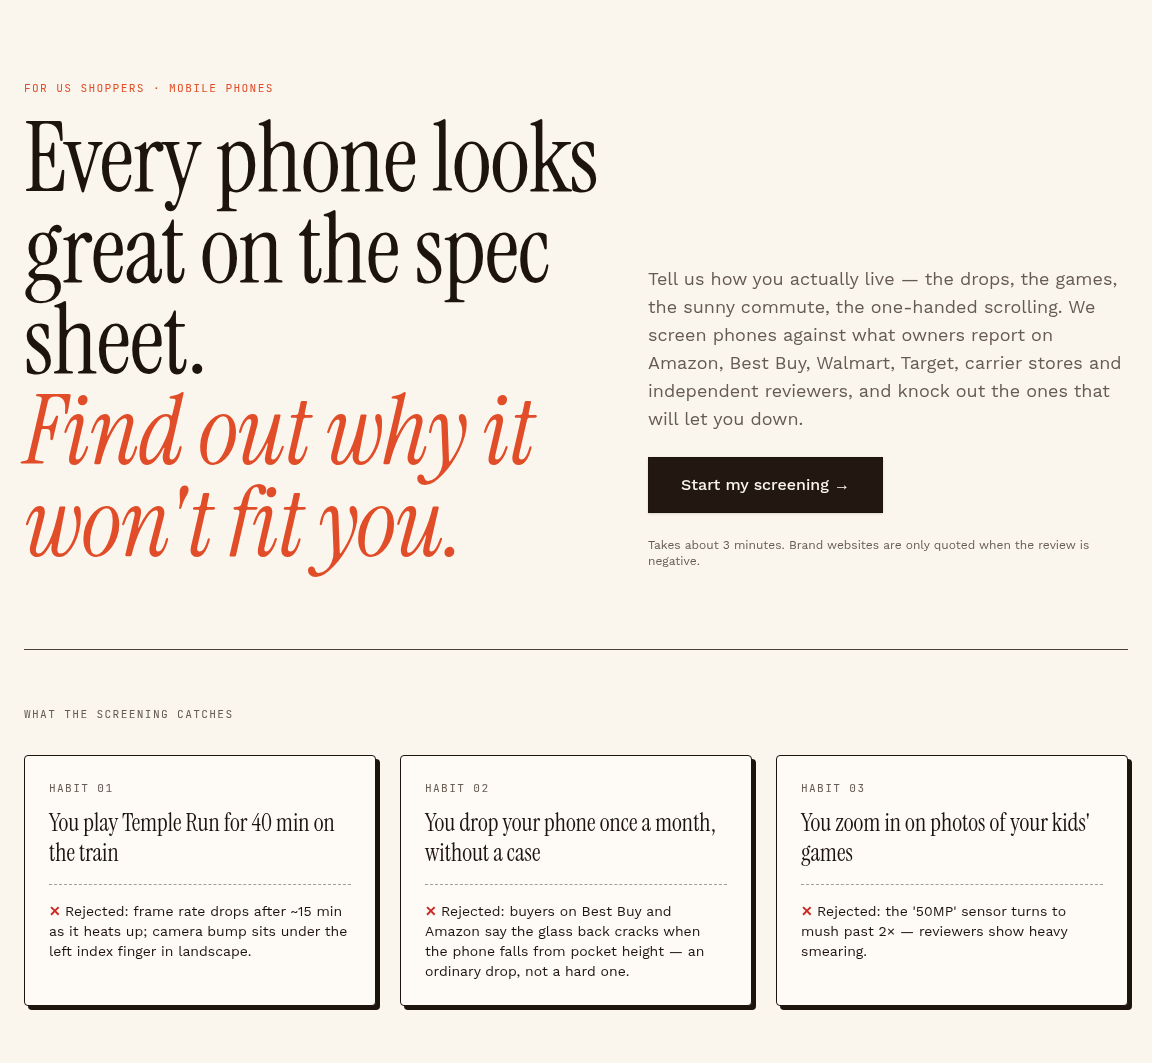 FOR US SHOPPERS · MOBILE PHONES
Every phone looks
great on the spec
sheet.
Find out why it
won't fit you.
Tell us how you actually live — the drops, the games,
the sunny commute, the one-handed scrolling. We
screen phones against what owners report on
Amazon, Best Buy, Walmart, Target, carrier stores and
independent reviewers, and knock out the ones that
will let you down.
Start my screening →
Takes about 3 minutes. Brand websites are only quoted when the review is
negative.
WHAT THE SCREENING CATCHES
HABIT 01
You play Temple Run for 40 min on
the train
✕ Rejected: frame rate drops after ~15 min
as it heats up; camera bump sits under the
left index finger in landscape.
HABIT 02
You drop your phone once a month,
without a case
✕ Rejected: buyers on Best Buy and
Amazon say the glass back cracks when
the phone falls from pocket height — an
ordinary drop, not a hard one.
HABIT 03
You zoom in on photos of your kids'
games
✕ Rejected: the '50MP' sensor turns to
mush past 2× — reviewers show heavy
smearing.